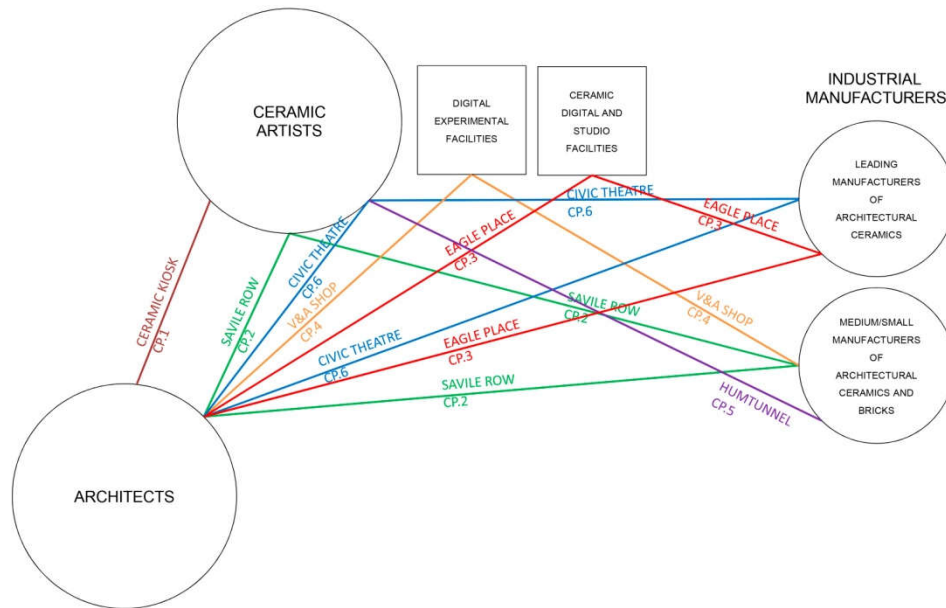 CERAMIC
ARTISTS
DIGITAL
EXPERIMENTAL
FACILITIES
CERAMIC
DIGITAL AND
STUDIO
FACILITIES
INDUSTRIAL
MANUFACTURERS
LEADING
MANUFACTURERS
OF
ARCHITECTURAL
CERAMICS
CIVIC THEATRE
CP.6
EAGLE PLACE
CP.3
CERAMIC KIOSK
CP.1
SAVILE ROW
CP.2
CIVIC THEATRE
CP.6
V&A SHOP
CP.4
EAGLE PLACE
CP.3
SAVILE ROW
CP.2
V&A SHOP
CP.4
CIVIC THEATRE
CP.6
EAGLE PLACE
CP.3
SAVILE ROW
CP.2
HUMTUNNEL
CP.5
MEDIUM/SMALL
MANUFACTURERS
OF
ARCHITECTURAL
CERAMICS AND
BRICKS
ARCHITECTS